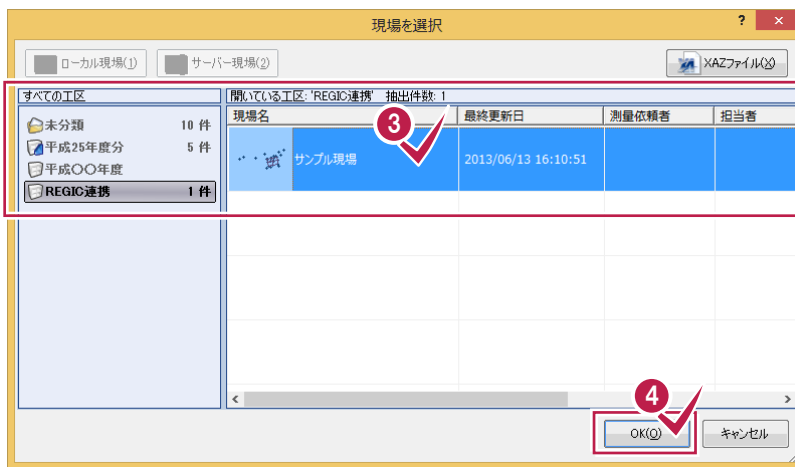 現場を選択
? ×
ローカル現場(1) サーバー現場(2) XAZファイル(X)
すべての工区 開いている工区: 'REGIC連携' 抽出件数: 1
現場名 最終更新日 測量依頼者 担当者
3
未分類 10 件
平成25年度分 5 件
平成〇〇年度
REGIC連携 1 件
サンプル現場 2013/06/13 16:10:51
4
OK(O) キャンセル